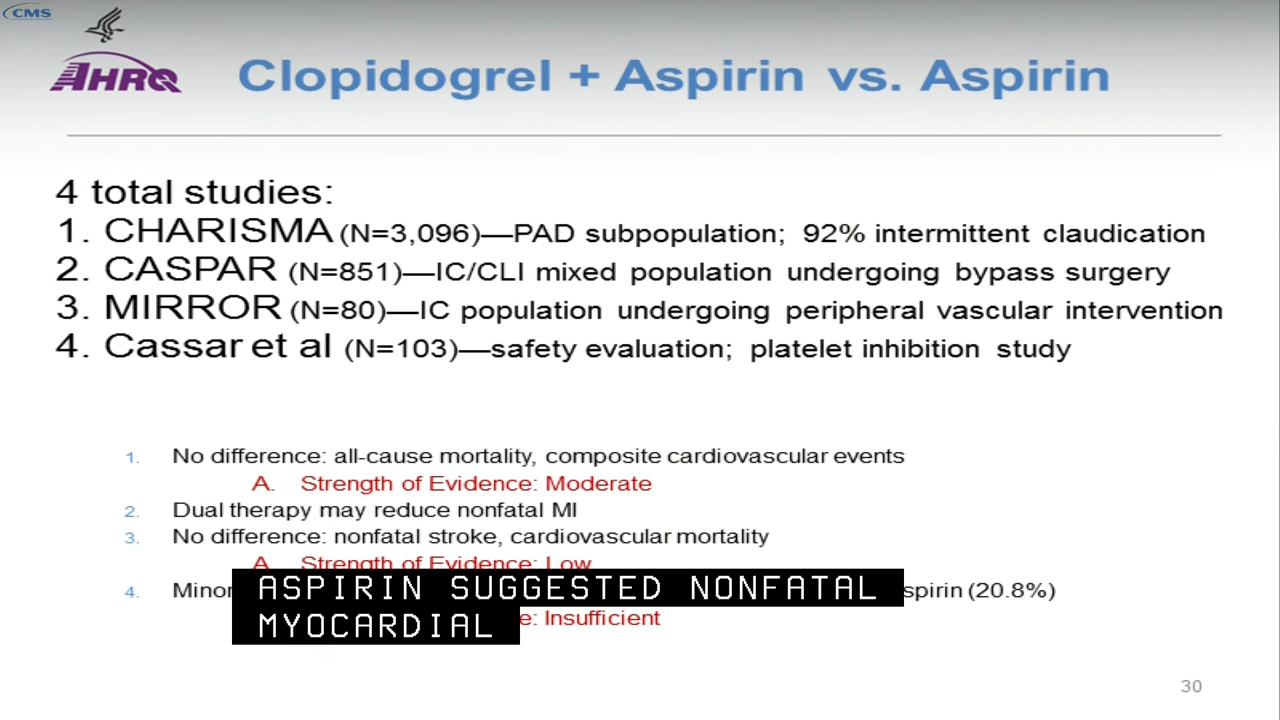 CMS
AHRQ
Clopidogrel + Aspirin vs. Aspirin
4 total studies:
1. CHARISMA (N=3,096)—PAD subpopulation; 92% intermittent claudication
2. CASPAR (N=851)—IC/CLI mixed population undergoing bypass surgery
3. MIRROR (N=80)—IC population undergoing peripheral vascular intervention
4. Cassar et al (N=103)—safety evaluation; platelet inhibition study
1. No difference: all-cause mortality, composite cardiovascular events
A. Strength of Evidence: Moderate
2. Dual therapy may reduce nonfatal MI
3. No difference: nonfatal stroke, cardiovascular mortality
A. Strength of Evidence: Low
4. (20.8%)
ASPIRIN SUGGESTED NONFATAL
MYOCARDIAL
Insufficient
30